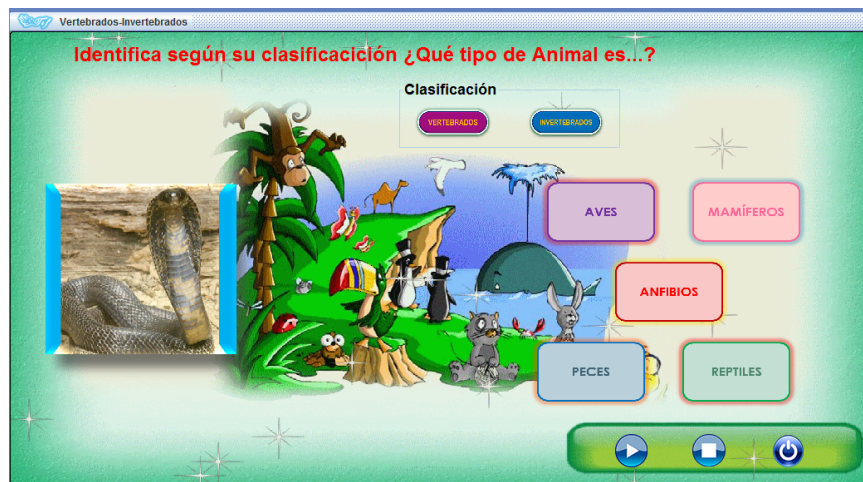 Vertebrados-Invertebrados
Identifica según su clasificacición ¿Qué tipo de Animal es...?
Clasificación
VERTEBRADOS
INVERTEBRADOS
AVES
MAMÍFEROS
ANFIBIOS
PECES
REPTILES